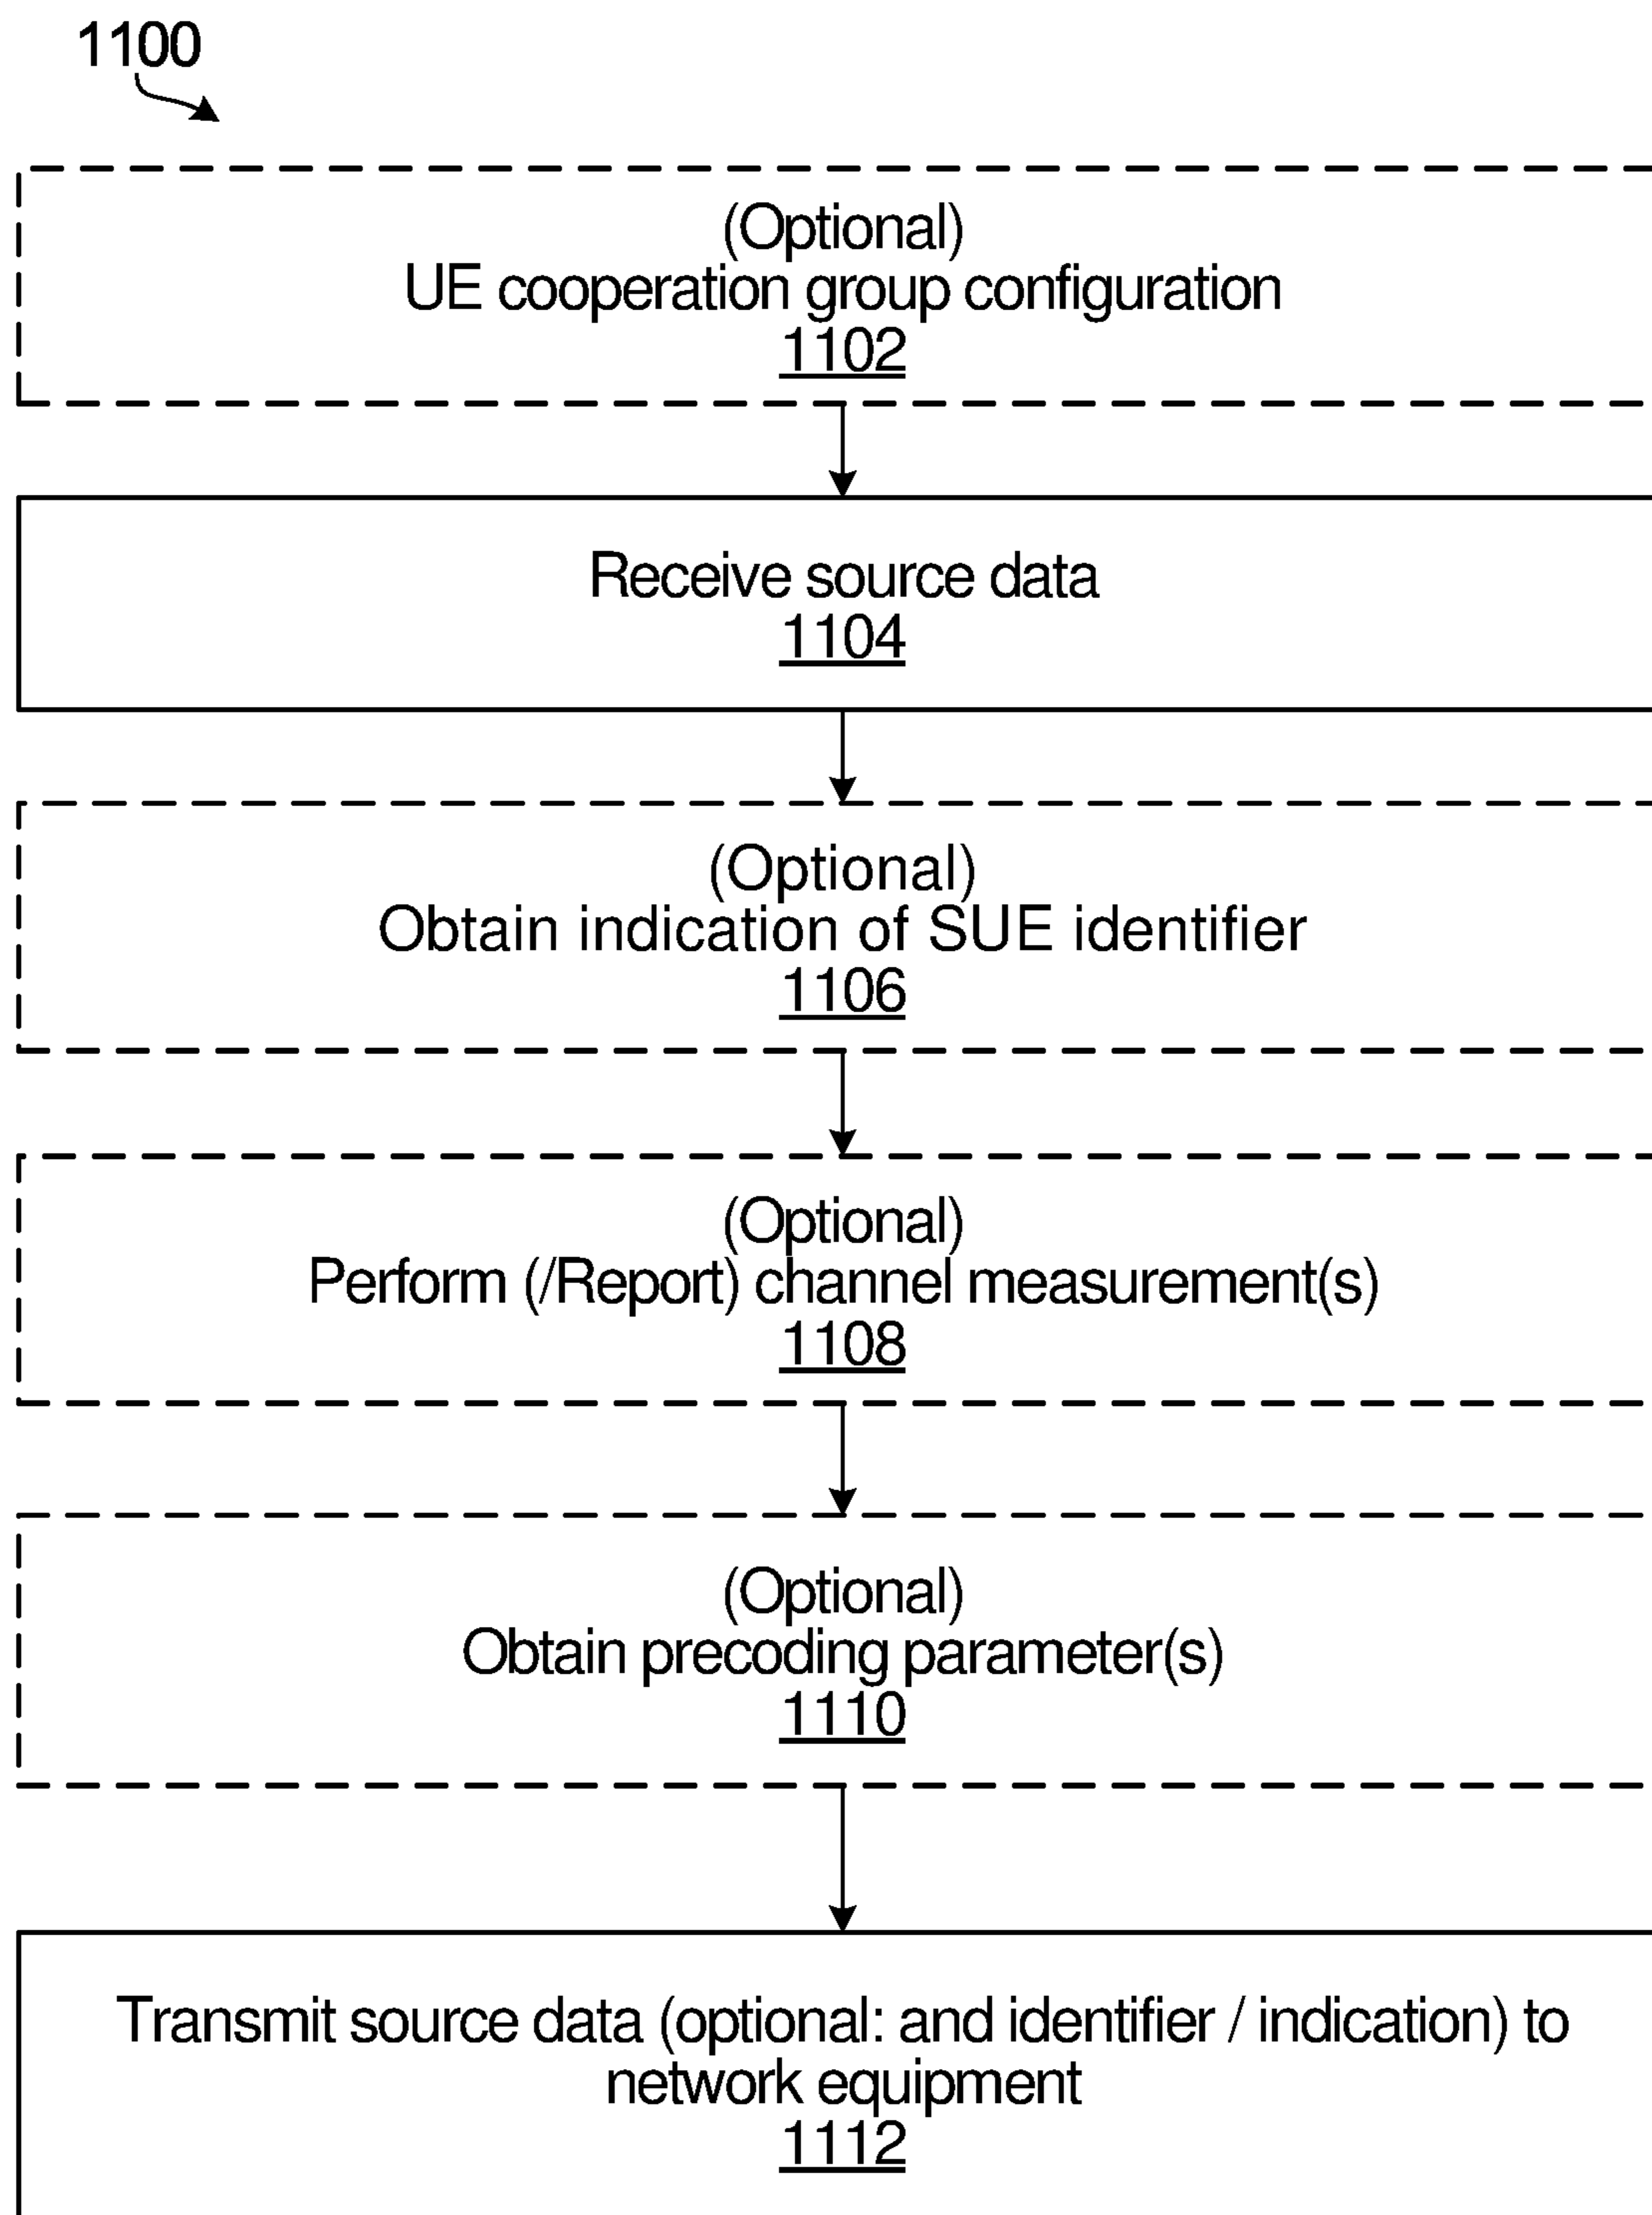 1100
(Optional)
UE cooperation group configuration
1102
Receive source data
1104
(Optional)
Obtain indication of SUE identifier
1106
(Optional)
Perform (/Report) channel measurement(s)
1108
(Optional)
Obtain precoding parameter(s)
1110
Transmit source data (optional: and identifier / indication) to
network equipment
1112